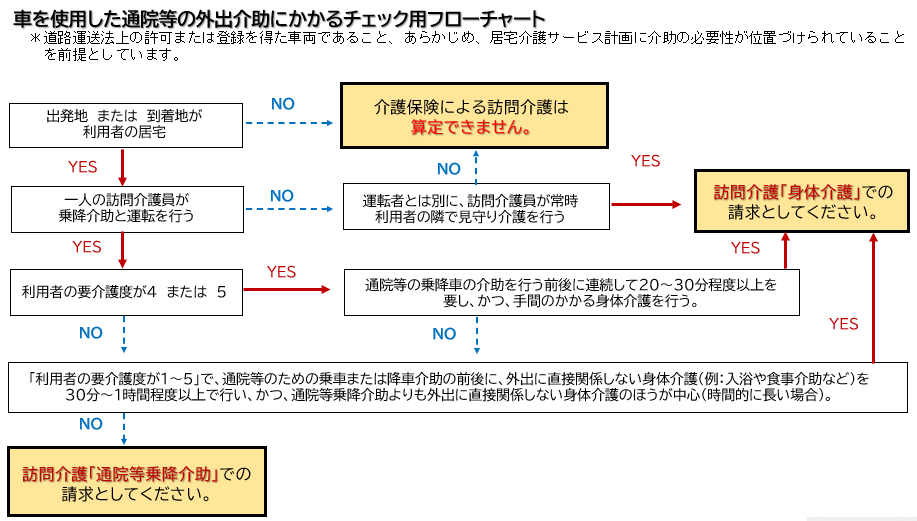 車を使用した通院等の外出介助にかかるチェック用フローチャート
＊道路運送法上の許可または登録を得た車両であること、あらかじめ、居宅介護サービス計画に介助の必要性が位置づけられていること
を前提としています。
出発地　または　到着地が
利用者の居宅
NO
介護保険による訪問介護は
算定できません。
YES
NO
YES
一人の訪問介護員が
乗降介助と運転を行う
NO
運転者とは別に、訪問介護員が常時
利用者の隣で見守り介護を行う
訪問介護「身体介護」での
請求としてください。
YES
YES
利用者の要介護度が４　または　５
YES
通院等の乗降車の介助を行う前後に連続して２０～３０分程度以上を
要し、かつ、手間のかかる身体介護を行う。
NO
NO
YES
「利用者の要介護度が１～５」で、通院等のための乗車または降車介助の前後に、外出に直接関係しない身体介護（例：入浴や食事介助など）を
３０分～１時間程度以上で行い、かつ、通院等乗降介助よりも外出に直接関係しない身体介護のほうが中心（時間的に長い場合）。
NO
訪問介護「通院等乗降介助」での
請求としてください。